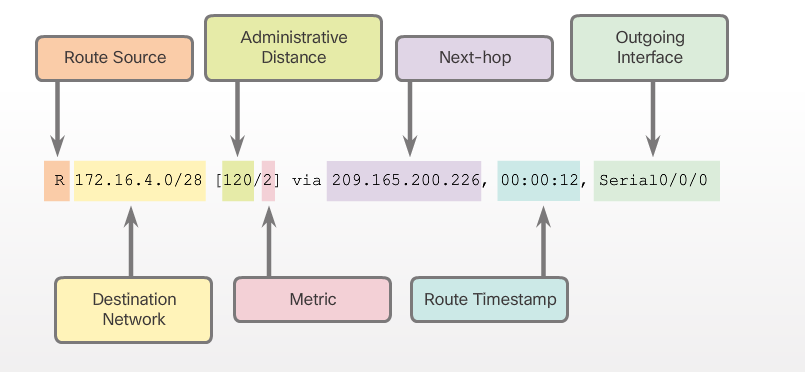 Route Source
Administrative
Distance
Next-hop
Outgoing
Interface
R 172.16.4.0/28 [120/2] via 209.165.200.226, 00:00:12, Serial0/0/0
Destination
Network
Metric
Route Timestamp